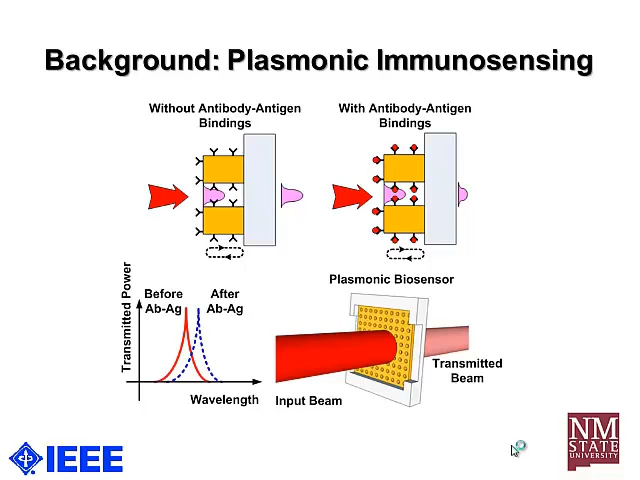 Background: Plasmonic Immunosensing
Without Antibody-Antigen
Bindings
With Antibody-Antigen
Bindings
Plasmonic Biosensor
Transmitted Power
Before
Ab-Ag
After
Ab-Ag
Wavelength
Input Beam
Transmitted
Beam
IEEE
NM
STATE
UNIVERSITY